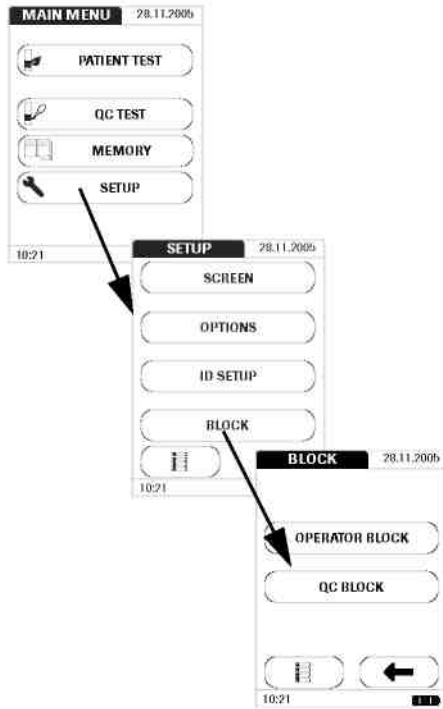 MAIN MENU 28.11.2005
PATIENT TEST
QC TEST
MEMORY
SETUP
10:21
SETUP 28.11.2005
SCREEN
OPTIONS
ID SETUP
BLOCK
10:21
BLOCK 28.11.2005
OPERATOR BLOCK
QC BLOCK
10:21